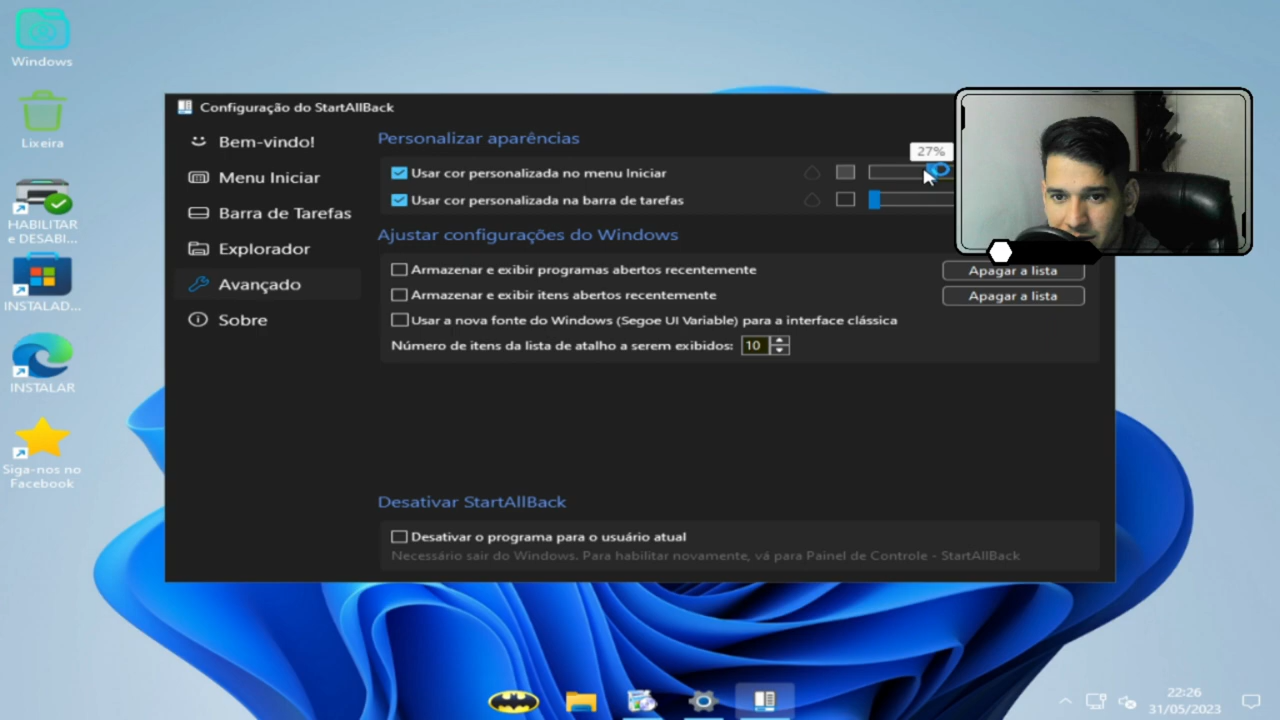 Windows
Lixeira
HABILITAR
e DESABI...
INSTALAD...
INSTALAR
Siga-nos no
Facebook
Configuração do StartAllBack
Bem-vindo!
Menu Iniciar
Barra de Tarefas
Explorador
Avançado
Sobre
Personalizar aparências
27%
Usar cor personalizada no menu Iniciar
Usar cor personalizada na barra de tarefas
Ajustar configurações do Windows
Armazenar e exibir programas abertos recentemente
Apagar a lista
Armazenar e exibir itens abertos recentemente
Apagar a lista
Usar a nova fonte do Windows (Segoe UI Variable) para a interface clássica
Número de itens da lista de atalho a serem exibidos: 10
Desativar StartAllBack
Desativar o programa para o usuário atual
Necessário sair do Windows. Para habilitar novamente, vá para Painel de Controle - StartAllBack
22:26
31/05/2023